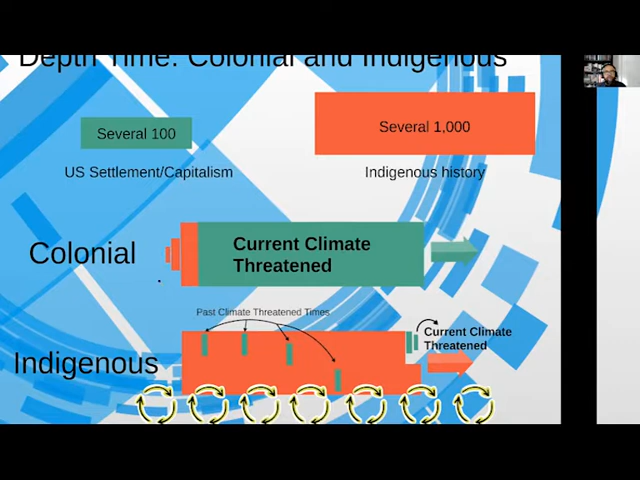 Depth Time: Colonial and Indigenous
Several 100
Several 1,000
US Settlement/Capitalism
Indigenous history
Colonial
Current Climate
Threatened
Past Climate Threatened Times
Current Climate
Threatened
Indigenous